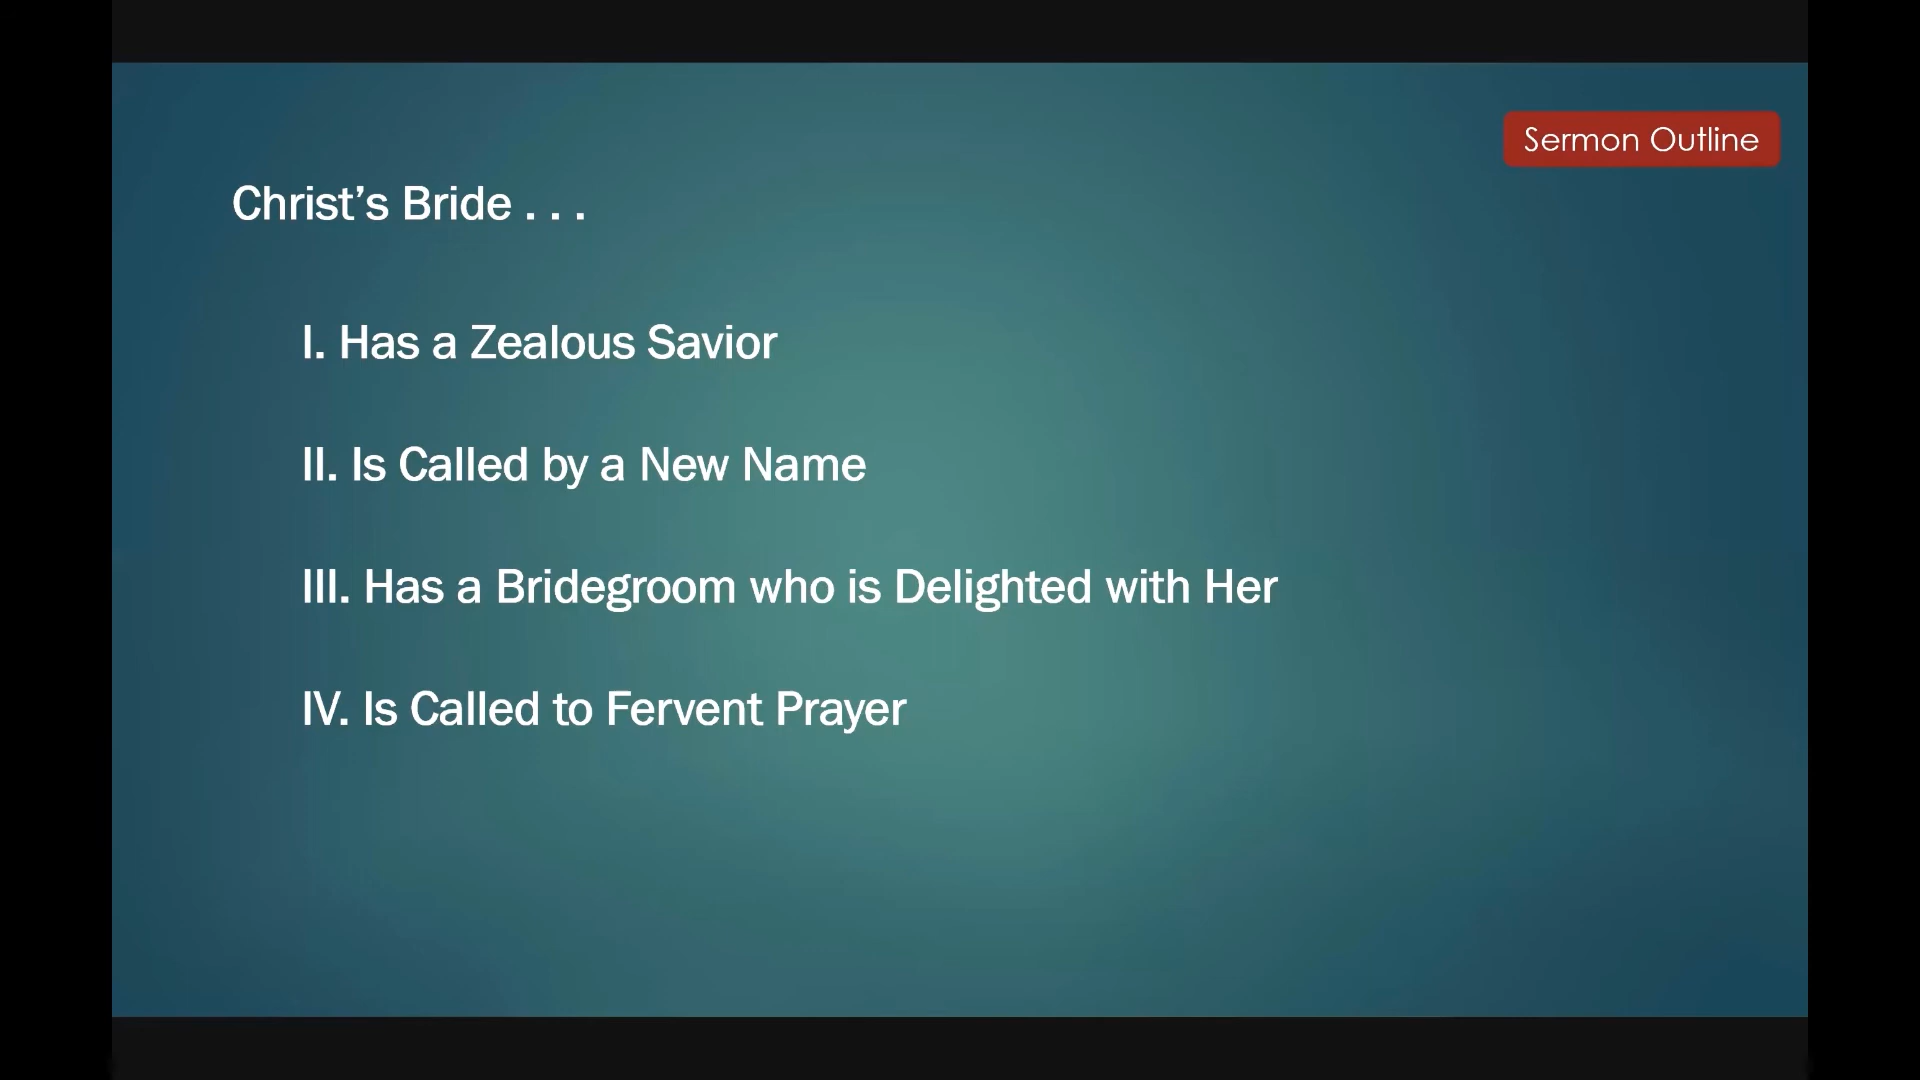 Sermon Outline
Christ’s Bride . . .
I. Has a Zealous Savior
II. Is Called by a New Name
III. Has a Bridegroom who is Delighted with Her
IV. Is Called to Fervent Prayer